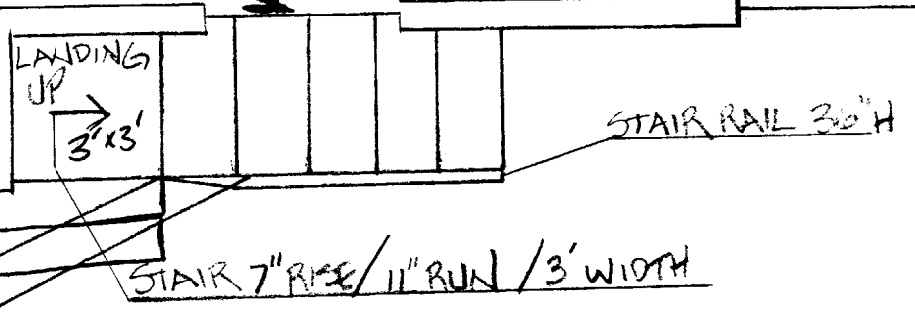 LANDING
UP
3'x3'
STAIR RAIL 36"H
STAIR 7" RISE / 11" RUN / 3' WIDTH